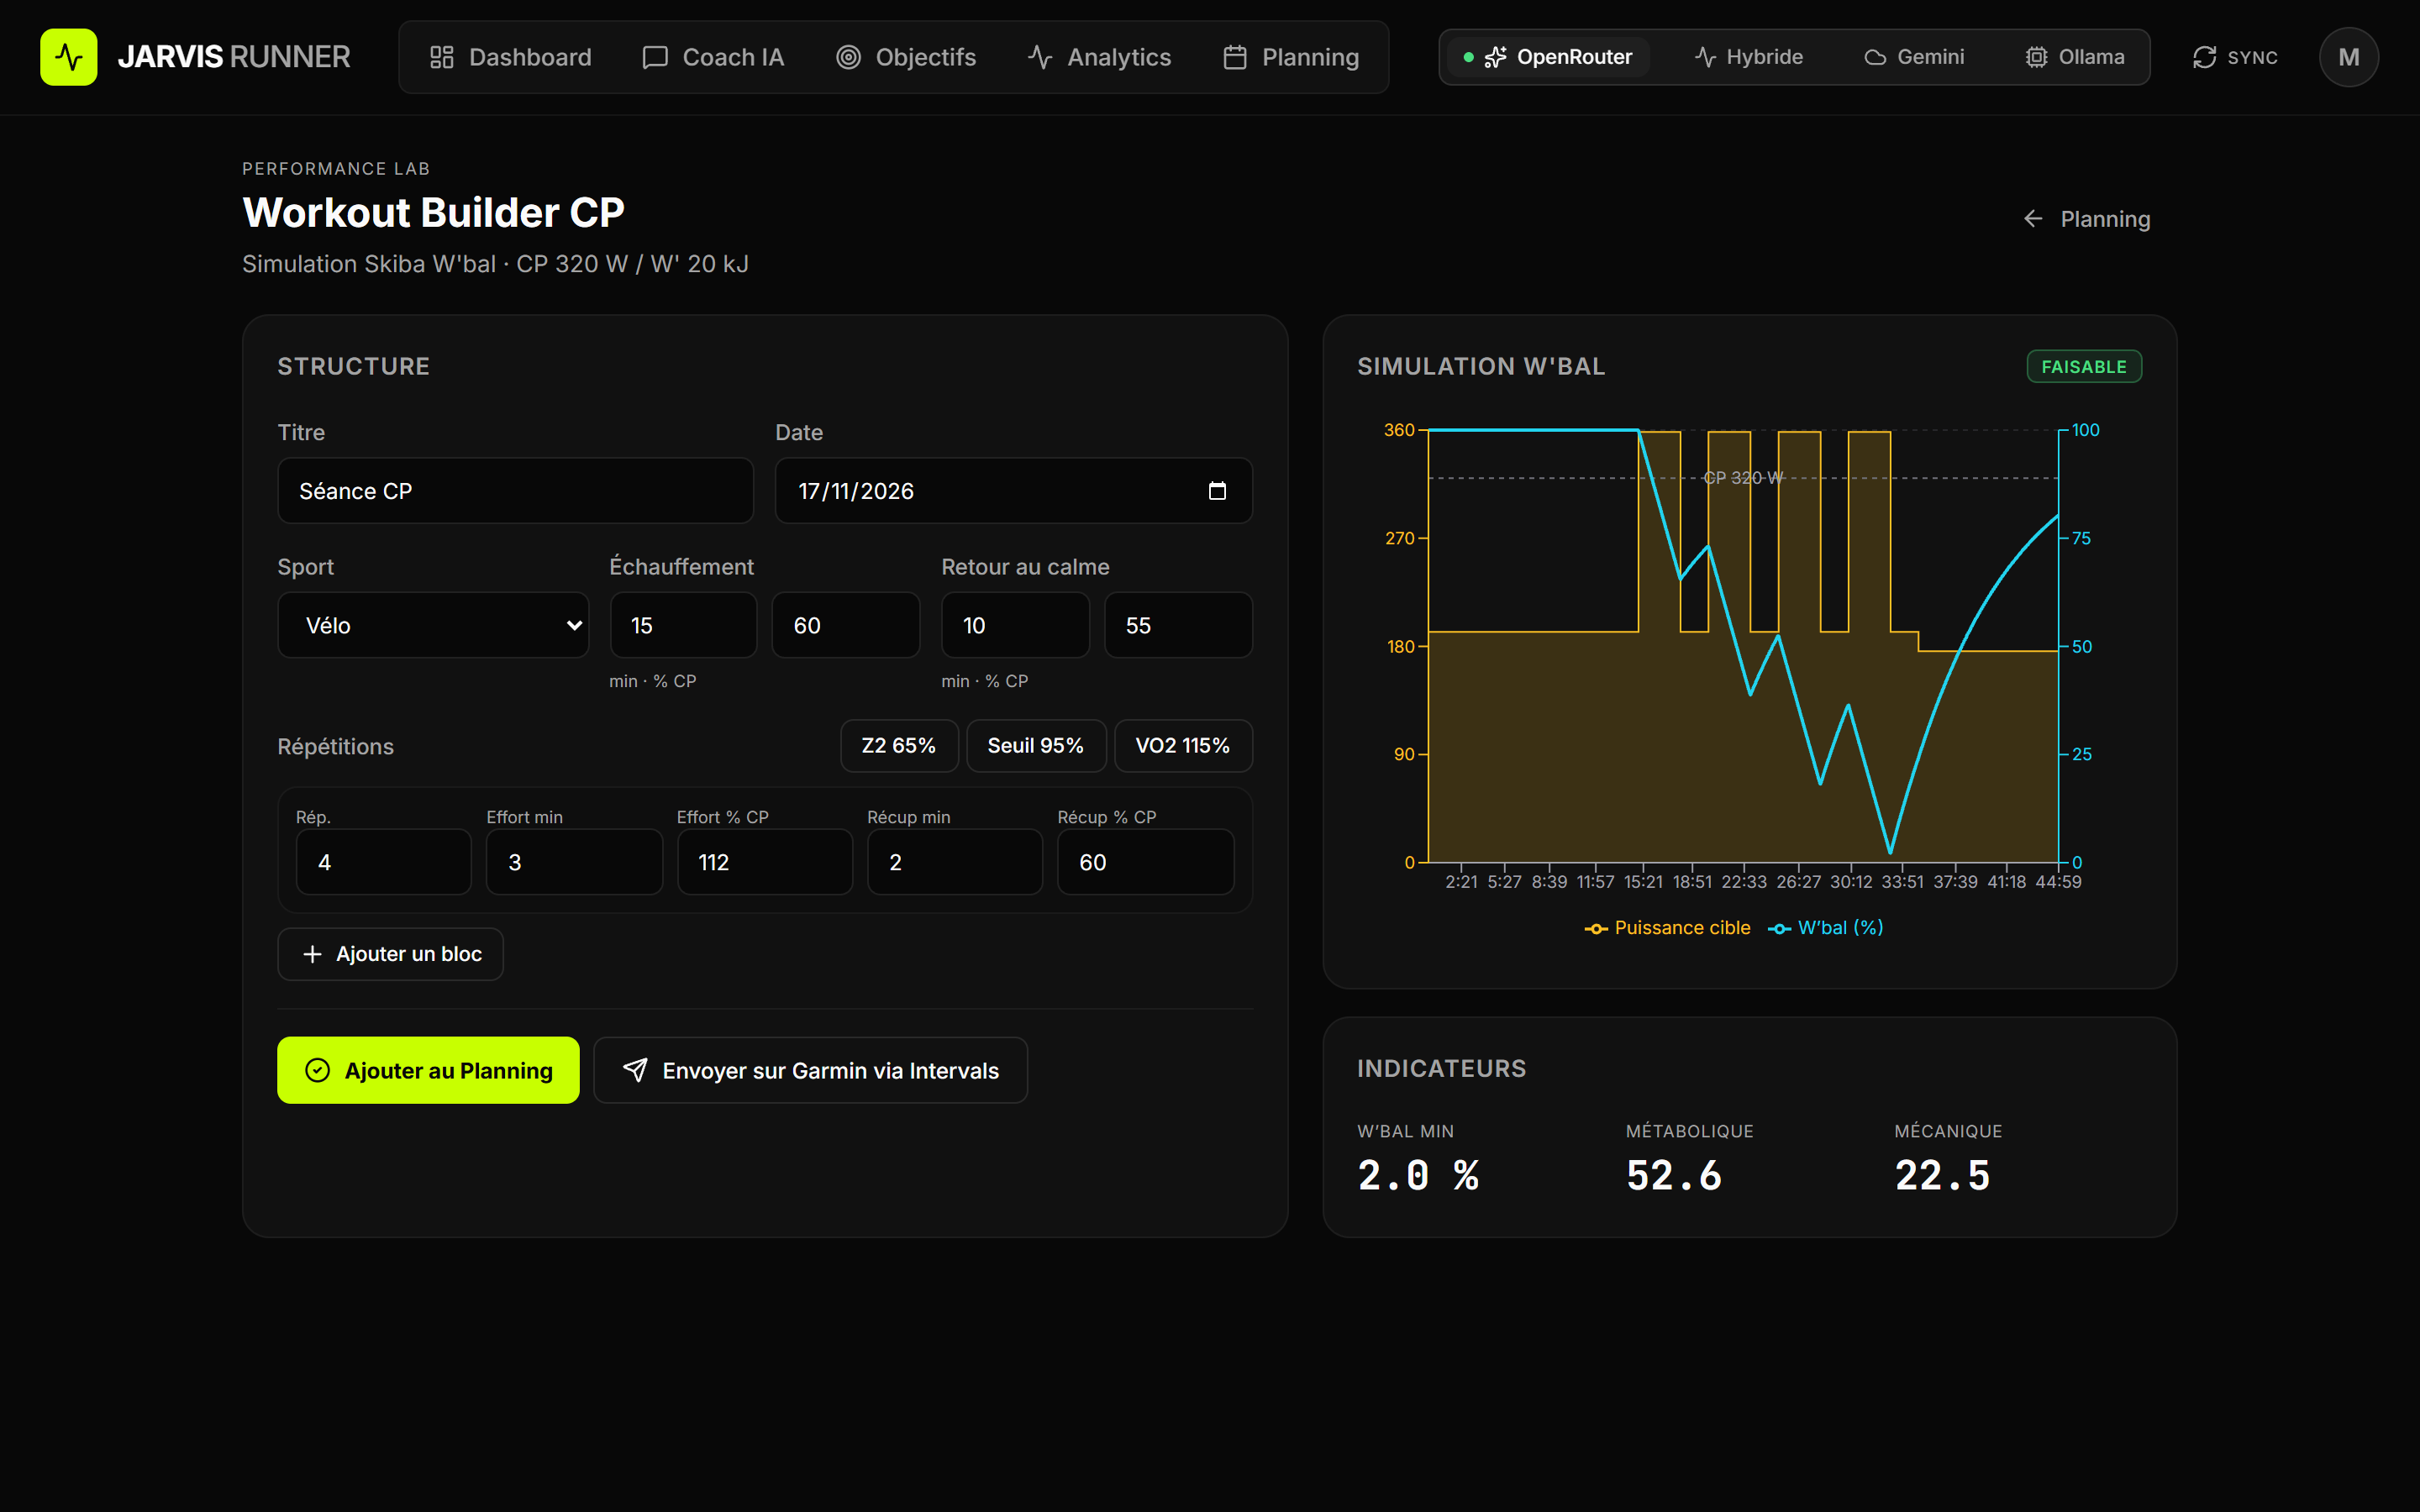 JARVIS RUNNER
Dashboard
Coach IA
Objectifs
Analytics
Planning
OpenRouter
Hybride
Gemini
Ollama
SYNC
M
PERFORMANCE LAB
Workout Builder CP
Simulation Skiba W'bal · CP 320 W / W' 20 kJ
Planning
STRUCTURE
Titre
Date
Séance CP
17/11/2026
Sport
Échauffement
Retour au calme
Vélo
15
60
10
55
min · % CP
min · % CP
Répétitions
Z2 65%
Seuil 95%
VO2 115%
Rép.
Effort min
Effort % CP
Récup min
Récup % CP
4
3
112
2
60
Ajouter un bloc
Ajouter au Planning
Envoyer sur Garmin via Intervals
SIMULATION W'BAL
FAISABLE
360
270
180
90
0
CP 320 W
100
75
50
25
0
2:21 5:27 8:39 11:57 15:21 18:51 22:33 26:27 30:12 33:51 37:39 41:18 44:59
Puissance cible
W'bal (%)
INDICATEURS
W'BAL MIN
MÉTABOLIQUE
MÉCANIQUE
2.0 %
52.6
22.5